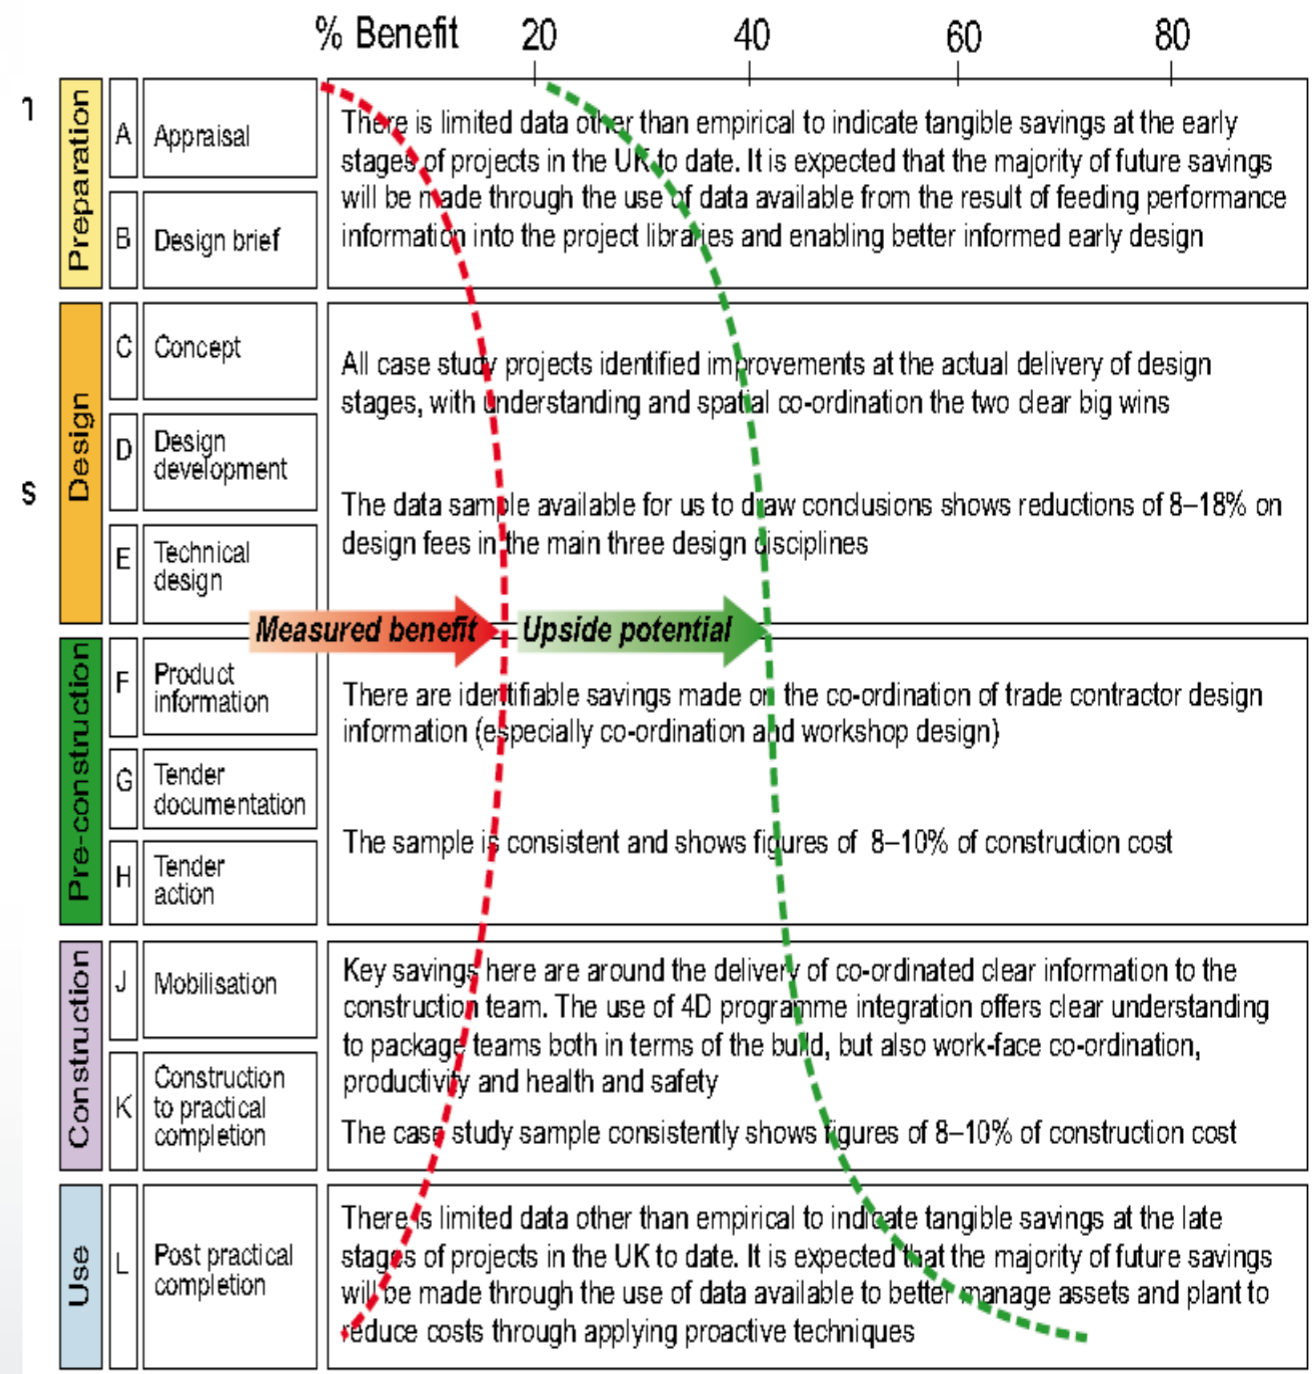 % Benefit 20 40 60 80
Preparation
A Appraisal
B Design brief
There is limited data other than empirical to indicate tangible savings at the early
stages of projects in the UK to date. It is expected that the majority of future savings
will be made through the use of data available from the result of feeding performance
information into the project libraries and enabling better informed early design
Design
C Concept
D Design
development
E Technical
design
All case study projects identified improvements at the actual delivery of design
stages, with understanding and spatial co-ordination the two clear big wins
The data sample available for us to draw conclusions shows reductions of 8–18% on
design fees in the main three design disciplines
Measured benefit
Upside potential
Pre-construction
F Product
information
G Tender
documentation
H Tender
action
There are identifiable savings made on the co-ordination of trade contractor design
information (especially co-ordination and workshop design)
The sample is consistent and shows figures of 8–10% of construction cost
Construction
J Mobilisation
K Construction
to practical
completion
Key savings here are around the delivery of co-ordinated clear information to the
construction team. The use of 4D programme integration offers clear understanding
to package teams both in terms of the build, but also work-face co-ordination,
productivity and health and safety
The case study sample consistently shows figures of 8–10% of construction cost
Use
L Post practical
completion
There is limited data other than empirical to indicate tangible savings at the late
stages of projects in the UK to date. It is expected that the majority of future savings
will be made through the use of data available to better manage assets and plant to
reduce costs through applying proactive techniques
s